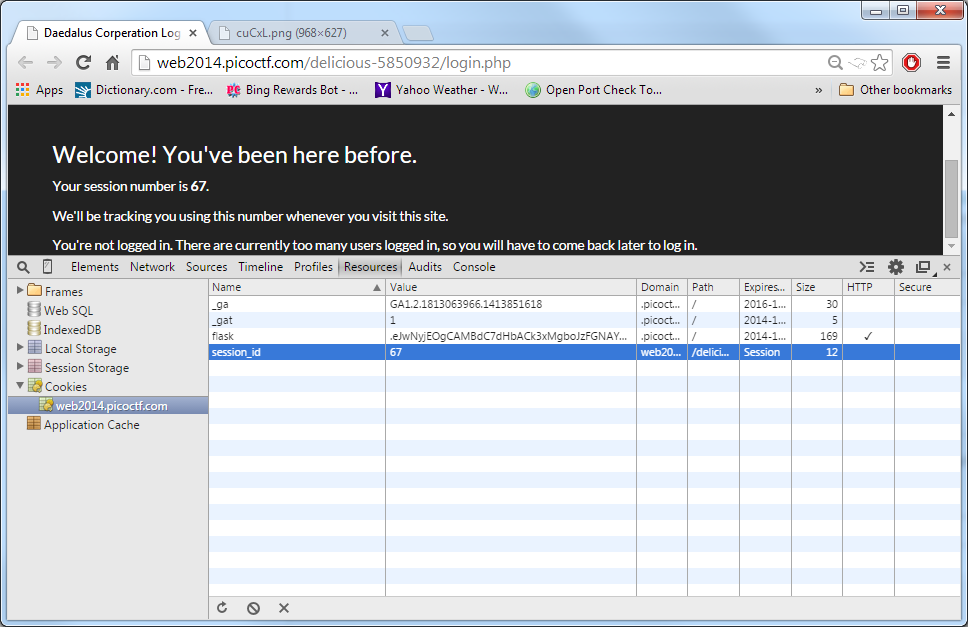 Daedalus Corperation Log
cuCxL.png (968×627)
web2014.picoctf.com/delicious-5850932/login.php
Apps Dictionary.com - Fre... Bing Rewards Bot - ... Yahoo Weather - W... Open Port Check To... » Other bookmarks
Welcome! You've been here before.
Your session number is 67.
We'll be tracking you using this number whenever you visit this site.
You're not logged in. There are currently too many users logged in, so you will have to come back later to log in.
Elements Network Sources Timeline Profiles Resources Audits Console
Frames
Web SQL
IndexedDB
Local Storage
Session Storage
Cookies
web2014.picoctf.com
Application Cache
Name Value Domain Path Expires... Size HTTP Secure
_ga GA1.2.1813063966.1413851618 .picoct... / 2016-1... 30
_gat 1 .picoct... / 2014-1... 5
flask .eJwNyjEOgCAMBdC7dHbACk3xMgboJzFGNAY... .picoct... / 2014-1... 169 ✓
session_id 67 web20... /delici... Session 12